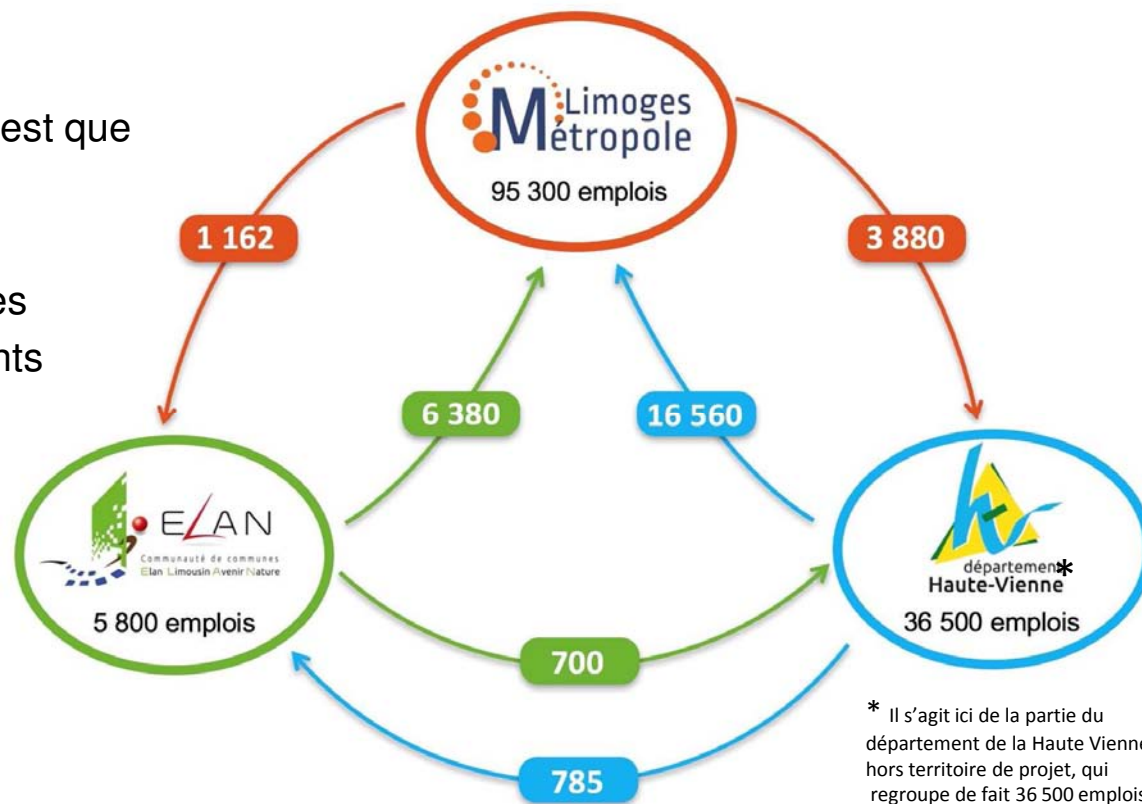 est que
es
nts
Limoges
Métropole
95 300 emplois
1 162
3 880
6 380
16 560
ELAN
Communauté de communes
Elan Limousin Avenir Nature
5 800 emplois
département
Haute-Vienne*
36 500 emplois
700
785
* Il s’agit ici de la partie du
département de la Haute Vienne
hors territoire de projet, qui
regroupe de fait 36 500 emplois